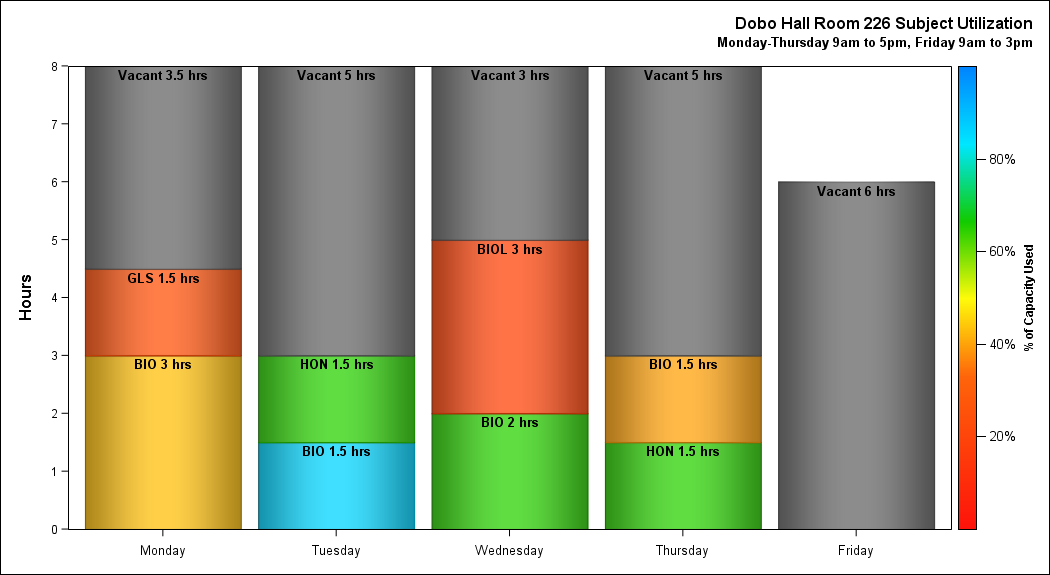 Dobo Hall Room 226 Subject Utilization
Monday-Thursday 9am to 5pm, Friday 9am to 3pm
Hours
8
7
6
5
4
3
2
1
0
Vacant 3.5 hrs
GLS 1.5 hrs
BIO 3 hrs
Vacant 5 hrs
HON 1.5 hrs
BIO 1.5 hrs
Vacant 3 hrs
BIOL 3 hrs
BIO 2 hrs
Vacant 5 hrs
BIO 1.5 hrs
HON 1.5 hrs
Vacant 6 hrs
Monday
Tuesday
Wednesday
Thursday
Friday
80%
60%
40%
20%
% of Capacity Used